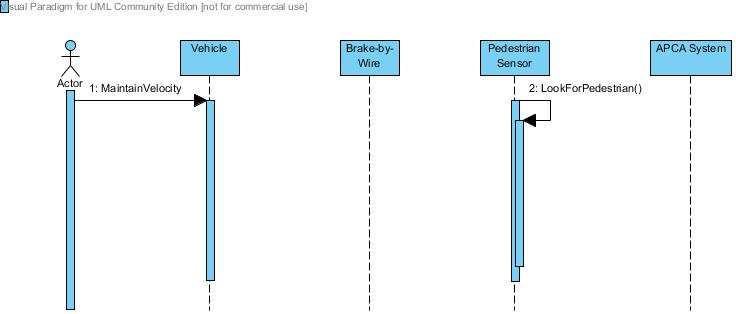 Visual Paradigm for UML Community Edition [not for commercial use]
Actor
Vehicle
Brake-by-
Wire
Pedestrian
Sensor
APCA System
1: MaintainVelocity
2: LookForPedestrian()